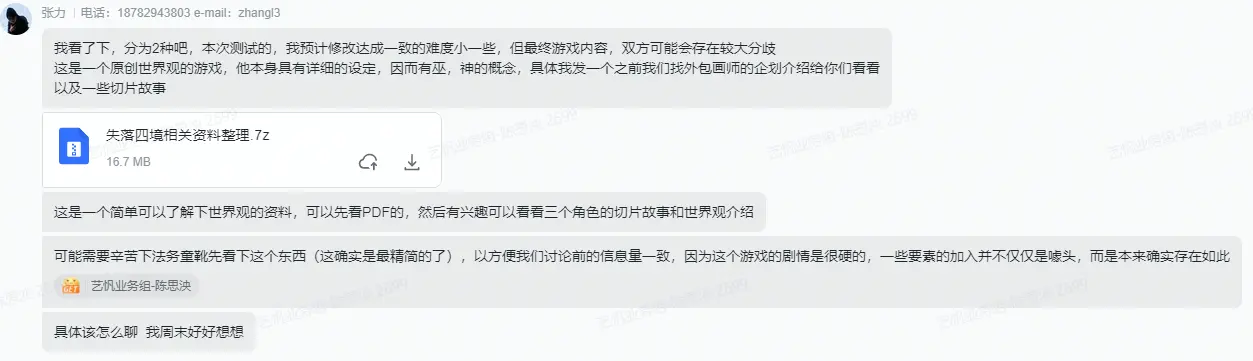 张力 | 电话：18782943803 e-mail：zhangl3
我看了下，分为2种吧，本次测试的，我预计修改达成一致的难度小一些，但最终游戏内容，双方可能会存在较大分歧
这是一个原创世界观的游戏，他本身具有详细的设定，因而有巫，神的概念，具体我发一个之前我们找外包画师的企划介绍给你们看看
以及一些切片故事
失落四境相关资料整理.7z
16.7 MB
这是一个简单可以了解下世界观的资料，可以先看PDF的，然后有兴趣可以看看三个角色的切片故事和世界观介绍
可能需要辛苦下法务童靴先看下这个东西（这确实是最精简的了），以方便我们讨论前的信息量一致，因为这个游戏的剧情是很硬的，一些要素的加入并不仅仅是噱头，而是本来确实存在如此
GET 艺帆业务组-陈思泱
具体该怎么聊 我周末好好想想